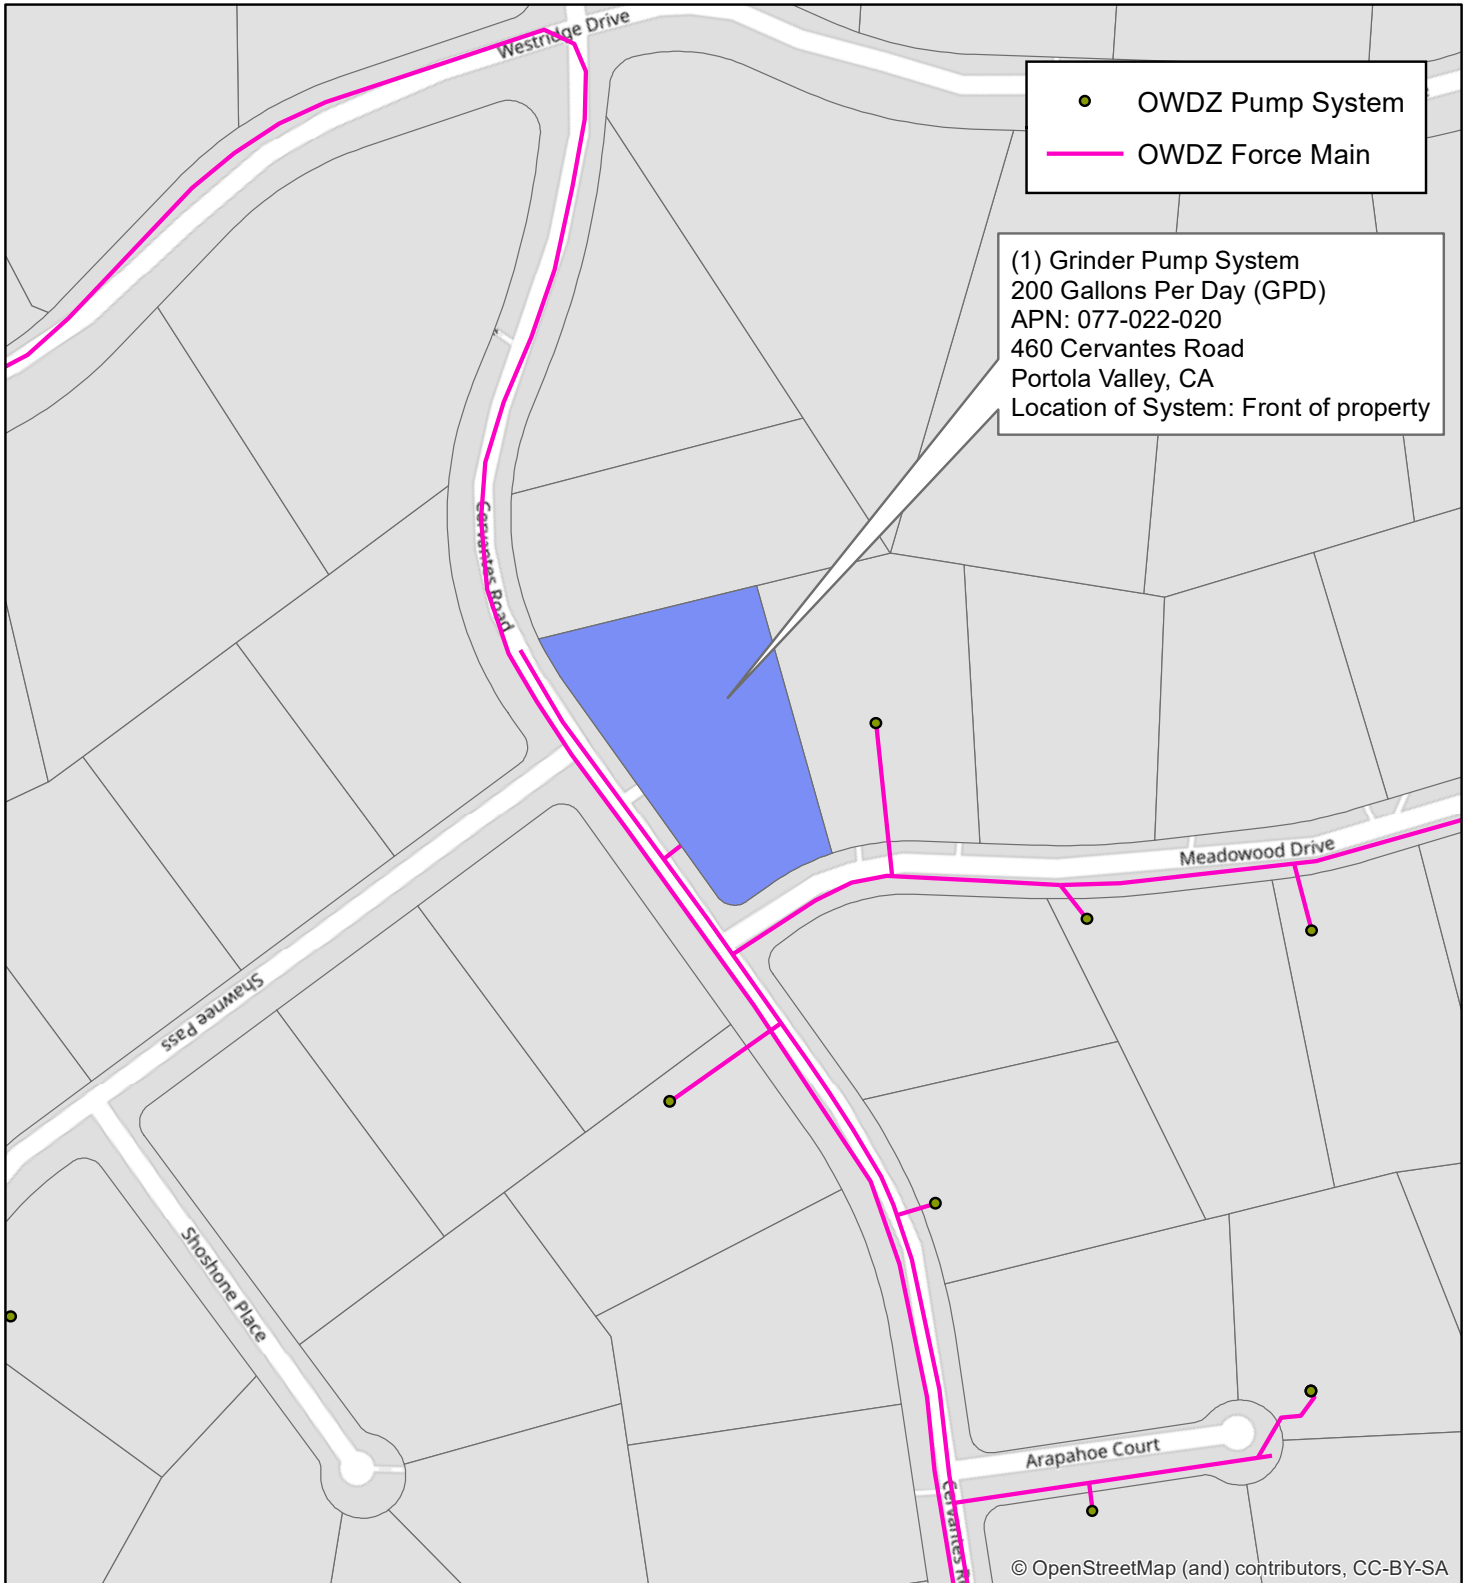 Westridge Drive
OWDZ Pump System
OWDZ Force Main
(1) Grinder Pump System
200 Gallons Per Day (GPD)
APN: 077-022-020
460 Cervantes Road
Portola Valley, CA
Location of System: Front of property
Cervantes Road
Meadowood Drive
Shawnee Pass
Shoshone Place
Arapahoe Court
Cervantes R
© OpenStreetMap (and) contributors, CC-BY-SA